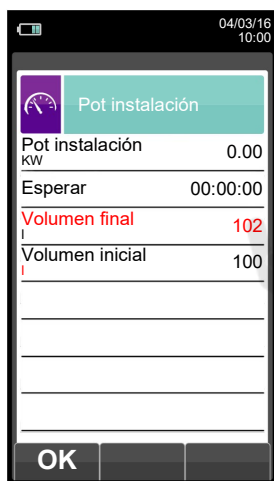 04/03/16
10:00
Pot instalación
Pot instalación 0.00
KW
Esperar 00:00:00
Volumen final 102
l
Volumen inicial 100
l
OK